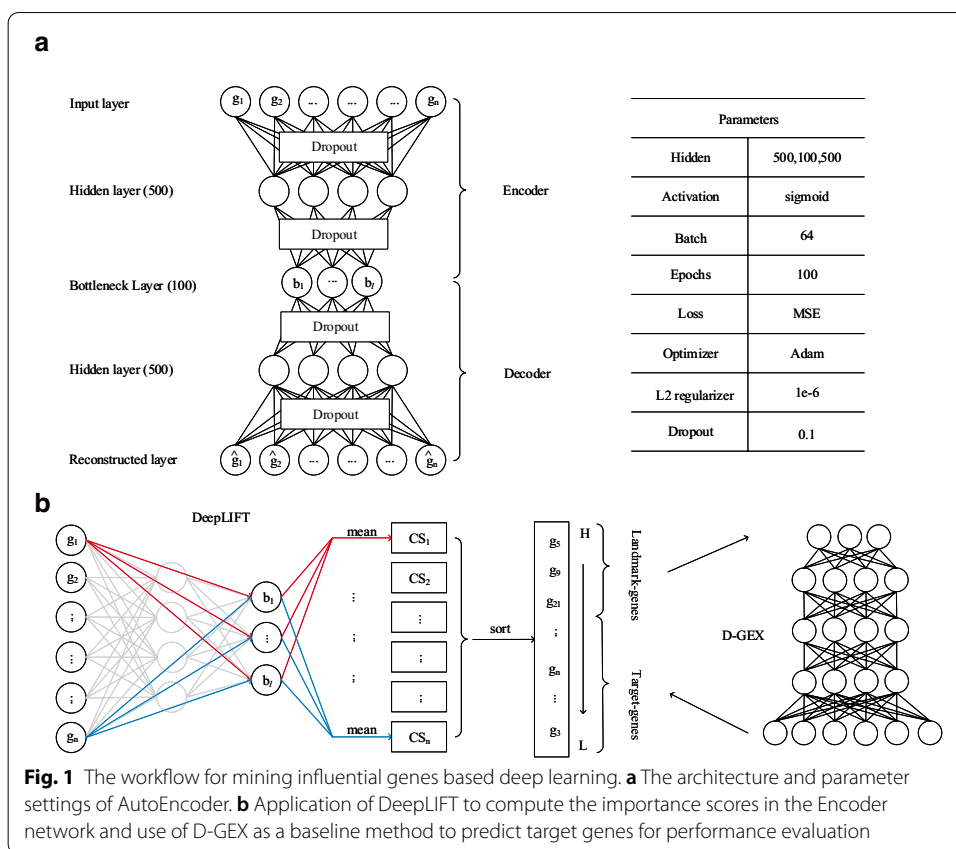 a
Input layer
g1 g2 ... ... ... gn
Dropout
Hidden layer (500)
Dropout
Bottleneck Layer (100)
b1 ... bl
Dropout
Hidden layer (500)
Dropout
Reconstructed layer
ĝ1 ĝ2 ... ... ... ĝn
Encoder
Decoder
Parameters
Hidden 500,100,500
Activation sigmoid
Batch 64
Epochs 100
Loss MSE
Optimizer Adam
L2 regularizer 1e-6
Dropout 0.1
b
DeepLIFT
g1
g2
gn
b1
bl
mean
mean
CS1
CS2
CSn
sort
g5
g9
g21
gn
g3
H
L
Landmark-genes
Target-genes
D-GEX
Fig. 1 The workflow for mining influential genes based deep learning. a The architecture and parameter
settings of AutoEncoder. b Application of DeepLIFT to compute the importance scores in the Encoder
network and use of D-GEX as a baseline method to predict target genes for performance evaluation